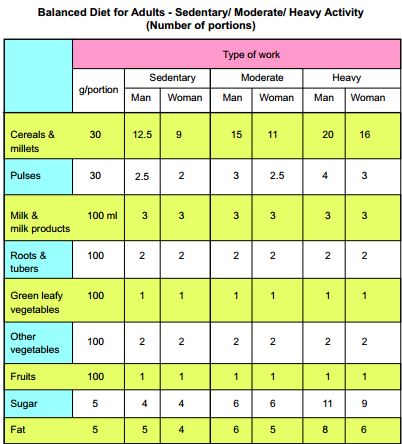 Balanced Diet for Adults - Sedentary/ Moderate/ Heavy Activity
(Number of portions)
Type of work
g/portion
Sedentary Moderate Heavy
Man Woman Man Woman Man Woman
Cereals &
millets 30 12.5 9 15 11 20 16
Pulses 30 2.5 2 3 2.5 4 3
Milk &
milk products 100 ml 3 3 3 3 3 3
Roots &
tubers 100 2 2 2 2 2 2
Green leafy
vegetables 100 1 1 1 1 1 1
Other
vegetables 100 2 2 2 2 2 2
Fruits 100 1 1 1 1 1 1
Sugar 5 4 4 6 6 11 9
Fat 5 5 4 6 5 8 6